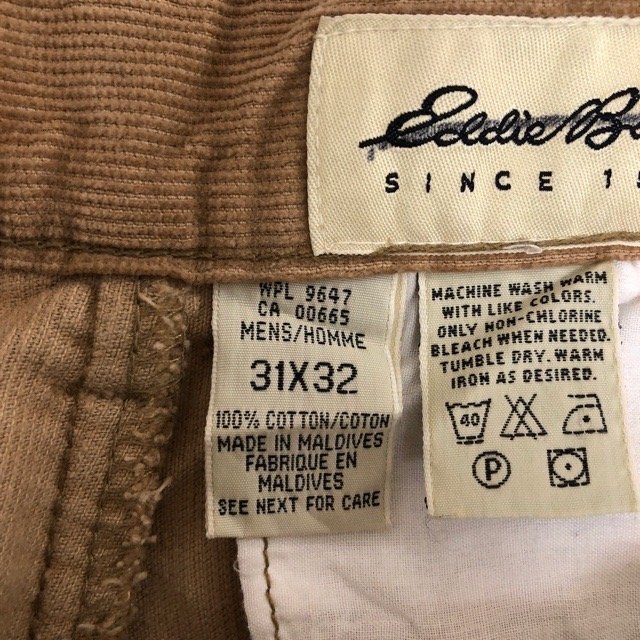 Eddie B
SINCE 19
WPL 9647
CA 00665
MENS/HOMME
31X32
100% COTTON/COTON
MADE IN MALDIVES
FABRIQUE EN
MALDIVES
SEE NEXT FOR CARE
MACHINE WASH WARM
WITH LIKE COLORS.
ONLY NON-CHLORINE
BLEACH WHEN NEEDED.
TUMBLE DRY. WARM
IRON AS DESIRED.
40
P